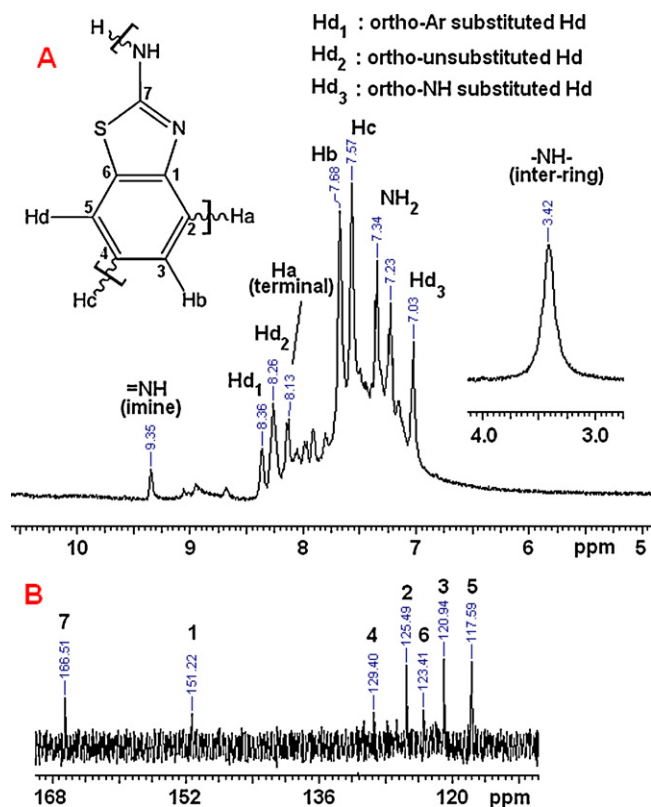 Hd1 : ortho-Ar substituted Hd
Hd2 : ortho-unsubstituted Hd
Hd3 : ortho-NH substituted Hd
A
H
NH
7
S
N
6
1
5
2
4
3
Hd
Ha
Hc
Hb
=NH
(imine)
9.35
Hd1
8.36
Hd2
8.26
Ha
(terminal)
8.13
Hb
7.68
Hc
7.57
NH2
7.34
7.23
Hd3
7.03
-NH-
(inter-ring)
3.42
4.0 3.0
10 9 8 7 6 ppm 5
B
7
166.51
1
151.22
4
129.40
2
125.49
6
123.41
3
120.94
5
117.59
168 152 136 120 ppm